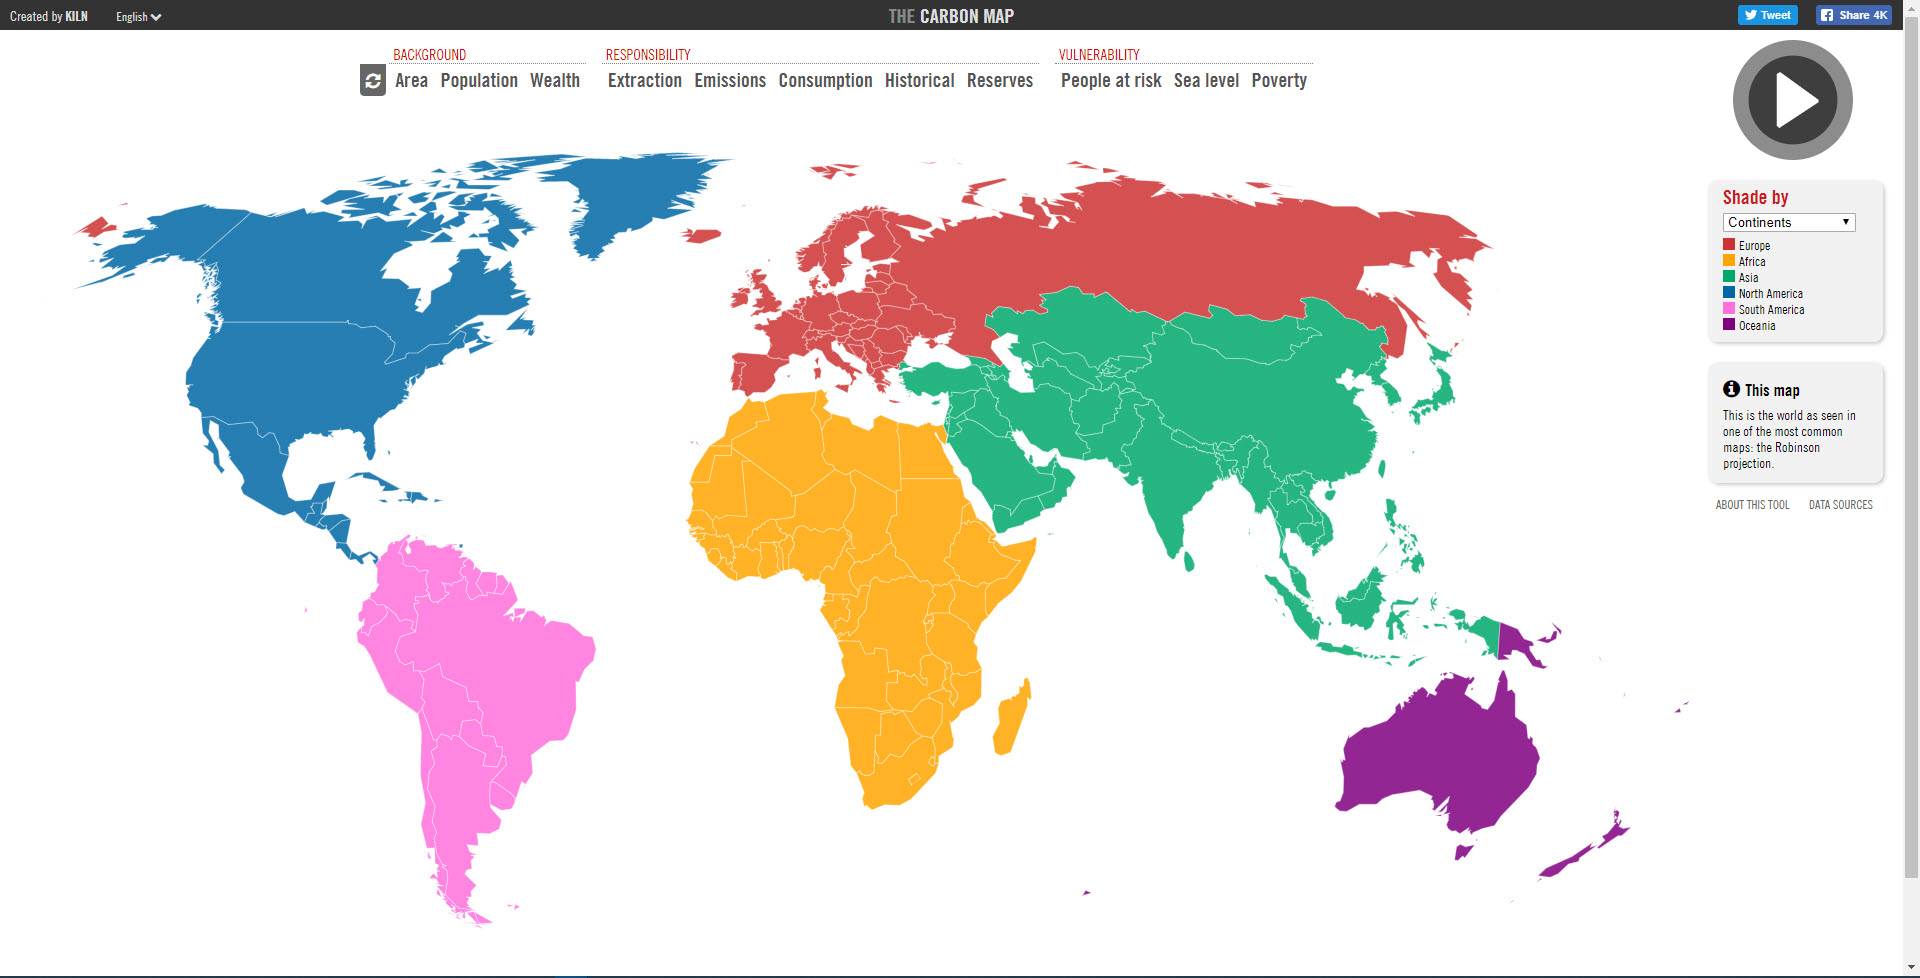 Created by KILN
English
THE CARBON MAP
Tweet
Share 4K
BACKGROUND
RESPONSIBILITY
VULNERABILITY
Area Population Wealth
Extraction Emissions Consumption Historical Reserves
People at risk Sea level Poverty
Shade by
Continents
Europe
Africa
Asia
North America
South America
Oceania
This map
This is the world as seen in
one of the most common
maps: the Robinson
projection.
ABOUT THIS TOOL
DATA SOURCES